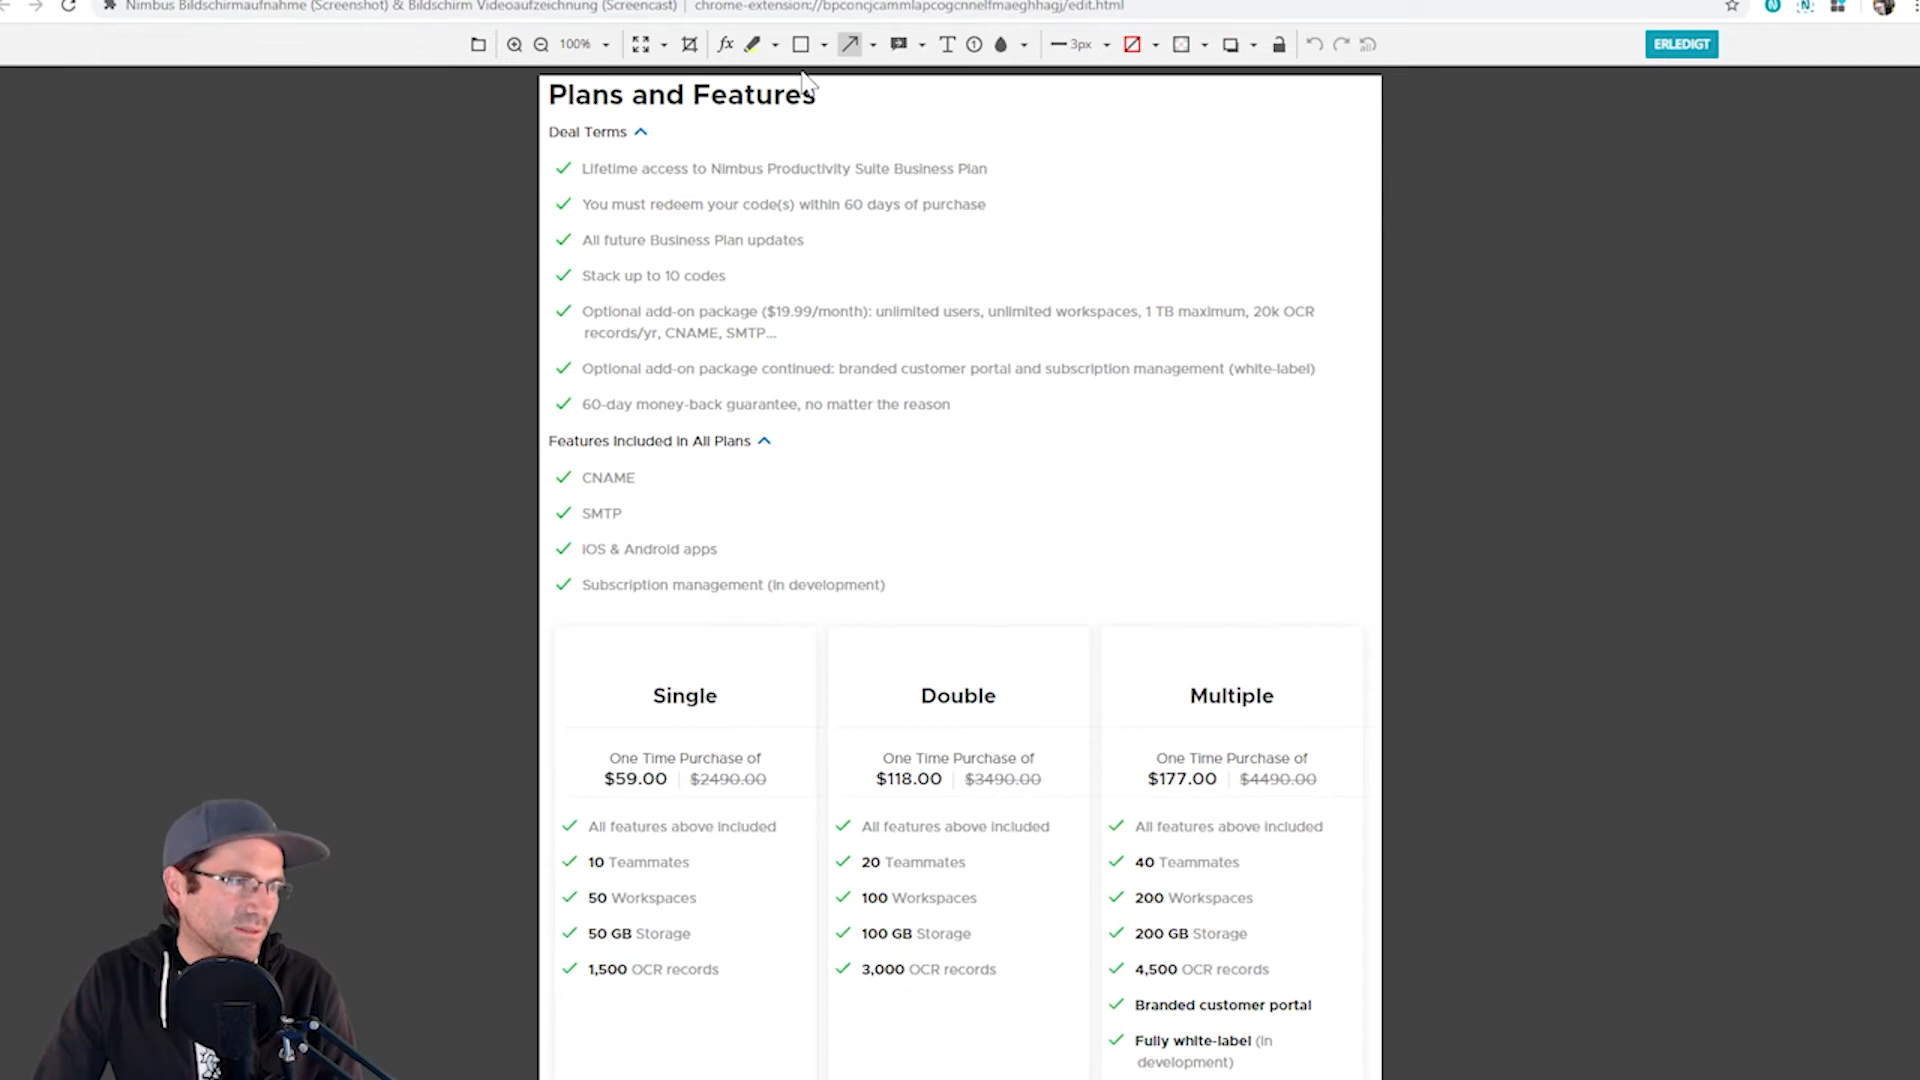 Nimbus Bildschirmaufnahme (Screenshot) & Bildschirm Videoaufzeichnung (Screencast) | chrome-extension://bpconcjcammlapcogcnnelfmaeghhagj/edit.html
100%
fx
T
1
3px
all
ERLEDIGT
Plans and Features
Deal Terms
Lifetime access to Nimbus Productivity Suite Business Plan
You must redeem your code(s) within 60 days of purchase
All future Business Plan updates
Stack up to 10 codes
Optional add-on package ($19.99/month): unlimited users, unlimited workspaces, 1 TB maximum, 20k OCR
records/yr, CNAME, SMTP...
Optional add-on package continued: branded customer portal and subscription management (white-label)
60-day money-back guarantee, no matter the reason
Features Included in All Plans
CNAME
SMTP
iOS & Android apps
Subscription management (in development)
Single
One Time Purchase of
$59.00 | $2490.00
All features above included
10 Teammates
50 Workspaces
50 GB Storage
1,500 OCR records
Double
One Time Purchase of
$118.00 | $3490.00
All features above included
20 Teammates
100 Workspaces
100 GB Storage
3,000 OCR records
Multiple
One Time Purchase of
$177.00 | $4490.00
All features above included
40 Teammates
200 Workspaces
200 GB Storage
4,500 OCR records
Branded customer portal
Fully white-label (in
development)